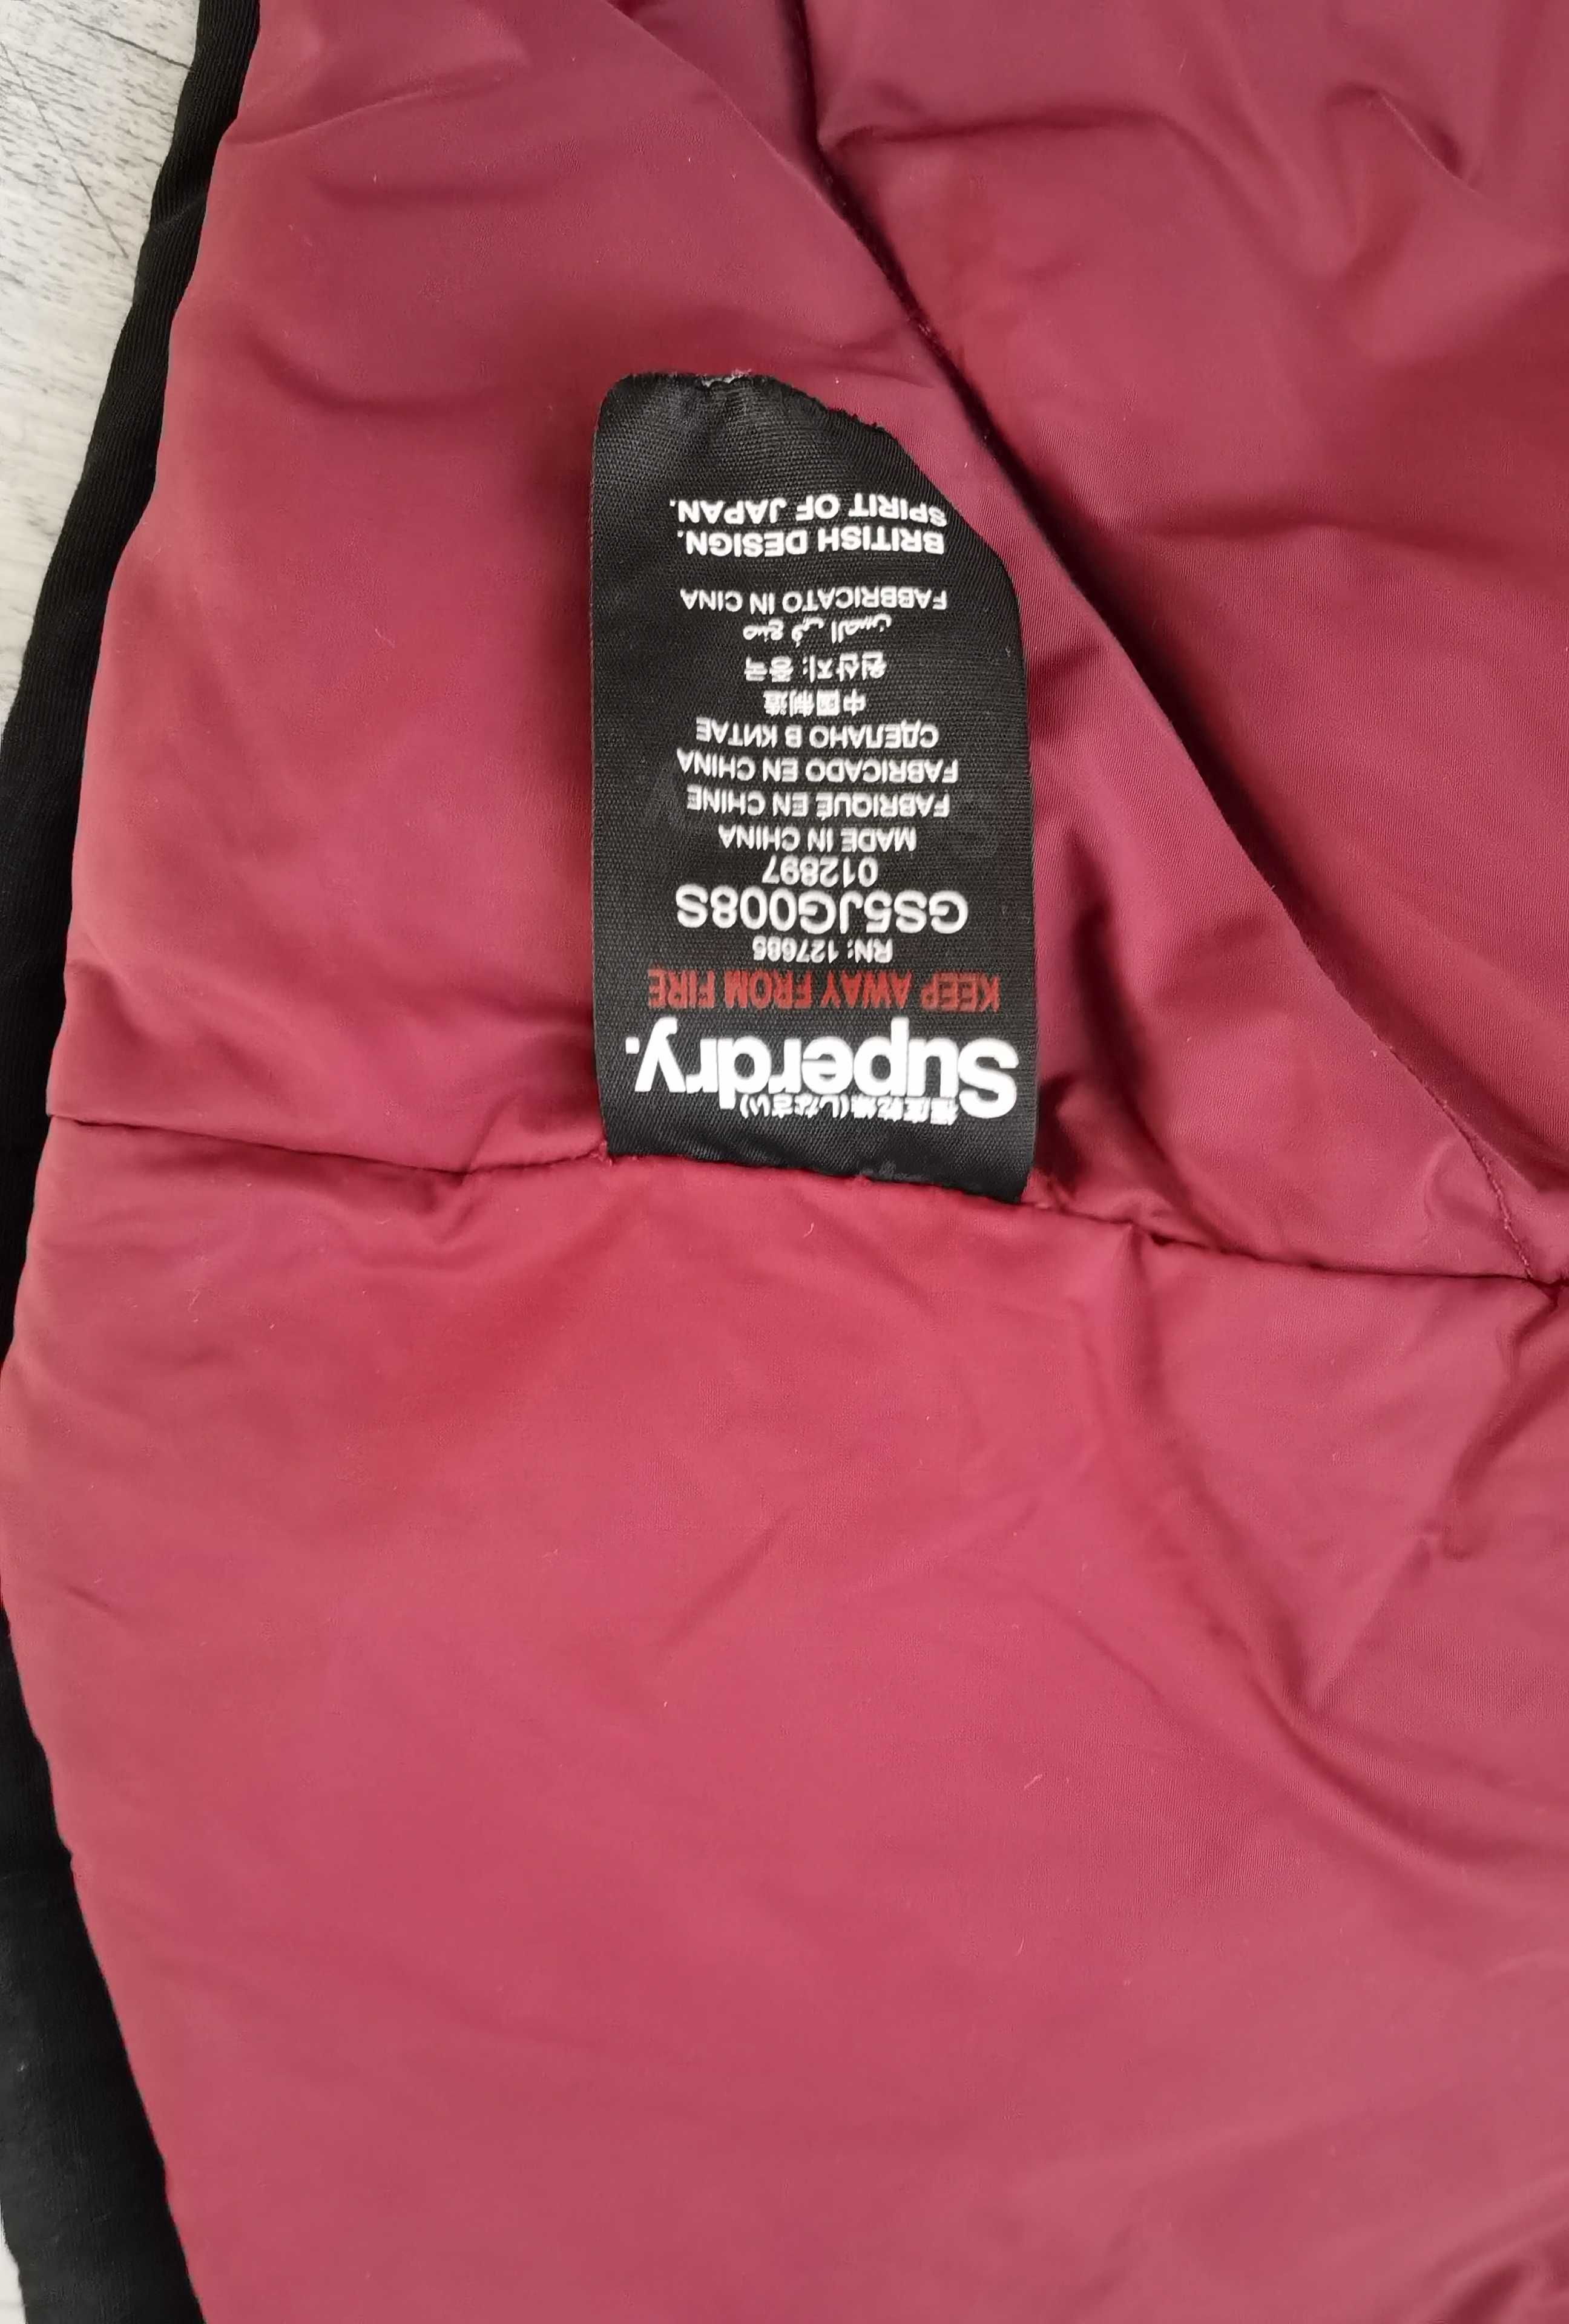 極度乾燥(しなさい)
Superdry.
KEEP AWAY FROM FIRE
RN: 127685
GS5JG008S
012897
MADE IN CHINA
FABRIQUÉ EN CHINE
FABRICADO EN CHINA
СДЕЛАНО В КИТАЕ
中国制造
원산지: 중국
صنع في الصين
FABBRICATO IN CINA
BRITISH DESIGN.
SPIRIT OF JAPAN.